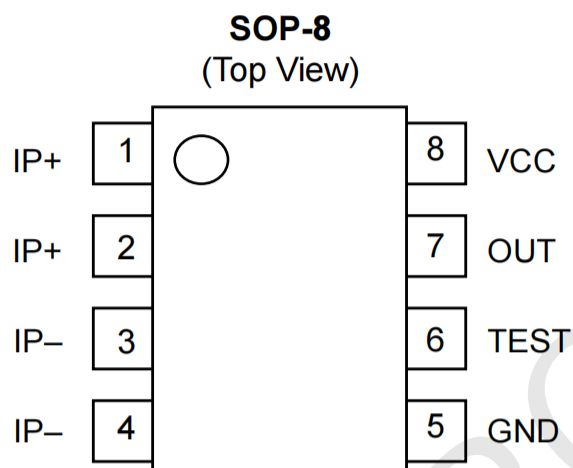 SOP-8
(Top View)
IP+ 1 8 VCC
IP+ 2 7 OUT
IP– 3 6 TEST
IP– 4 5 GND